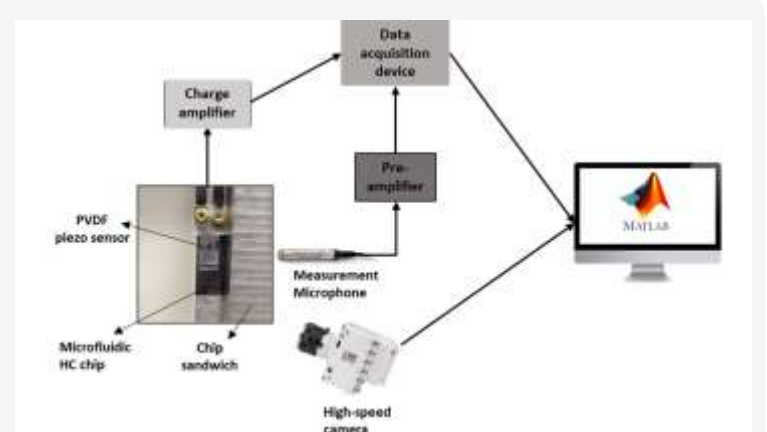 Data
acquisition
device
Charge
amplifier
Pre-
amplifier
PVDF
piezo sensor
MATLAB
Measurement
Microphone
Microfluidic
HC chip
Chip
sandwich
High-speed
camera